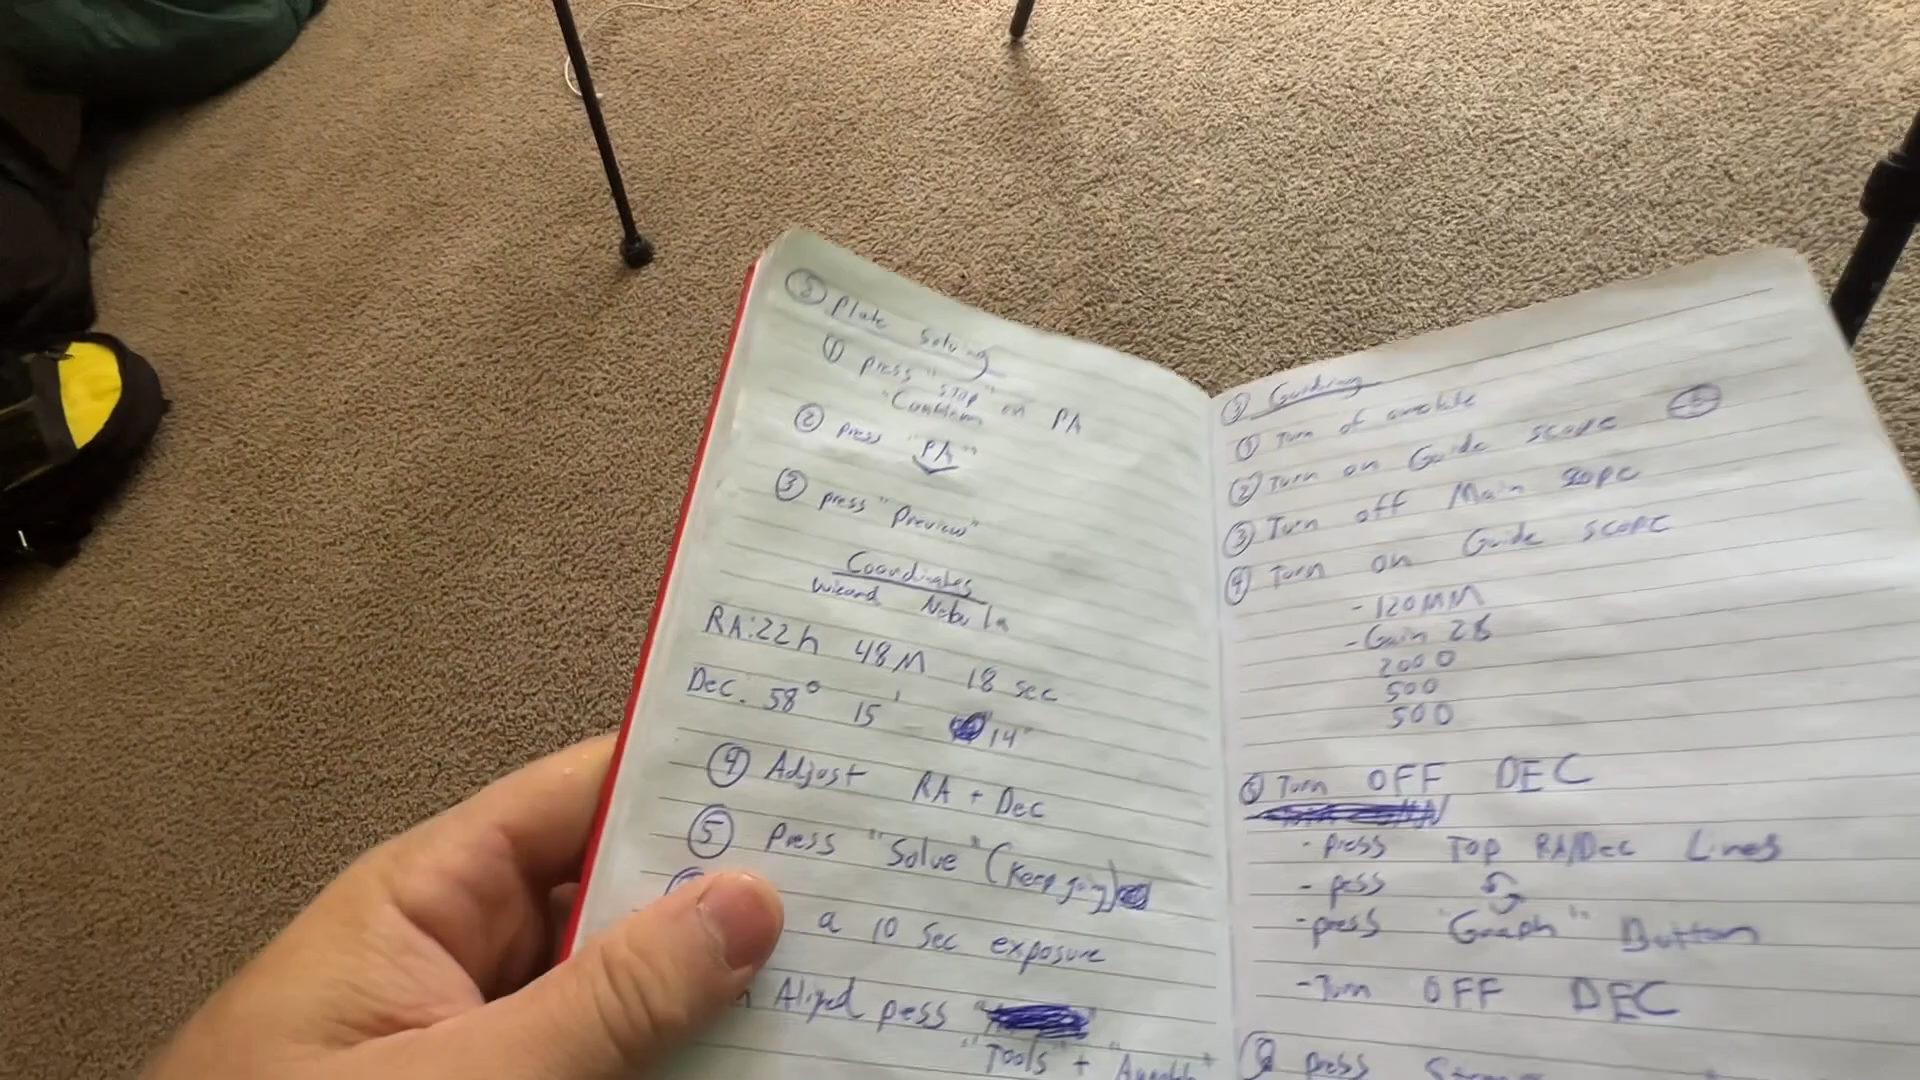 Plate Solving
① press "Stop" on PA
② press "PA"
③ press "Preview"
Coordinates
Wizard Nebula
RA: 22h 48M 18 sec
Dec. 58° 15' 14"
④ Adjust RA + Dec
⑤ Press "Solve" (Keep going)
a 10 Sec exposure
Aliged press
"Tools" +
③ Guiding
① Turn of
② Turn on Guide scope
③ Turn off Main scope
④ Turn on Guide scope
- 120MM
- Gain 28
2000
500
500
Turn OFF DEC
- press Top RA/Dec Lines
- pess
- press "Graph" Button
- Turn OFF DEC
press